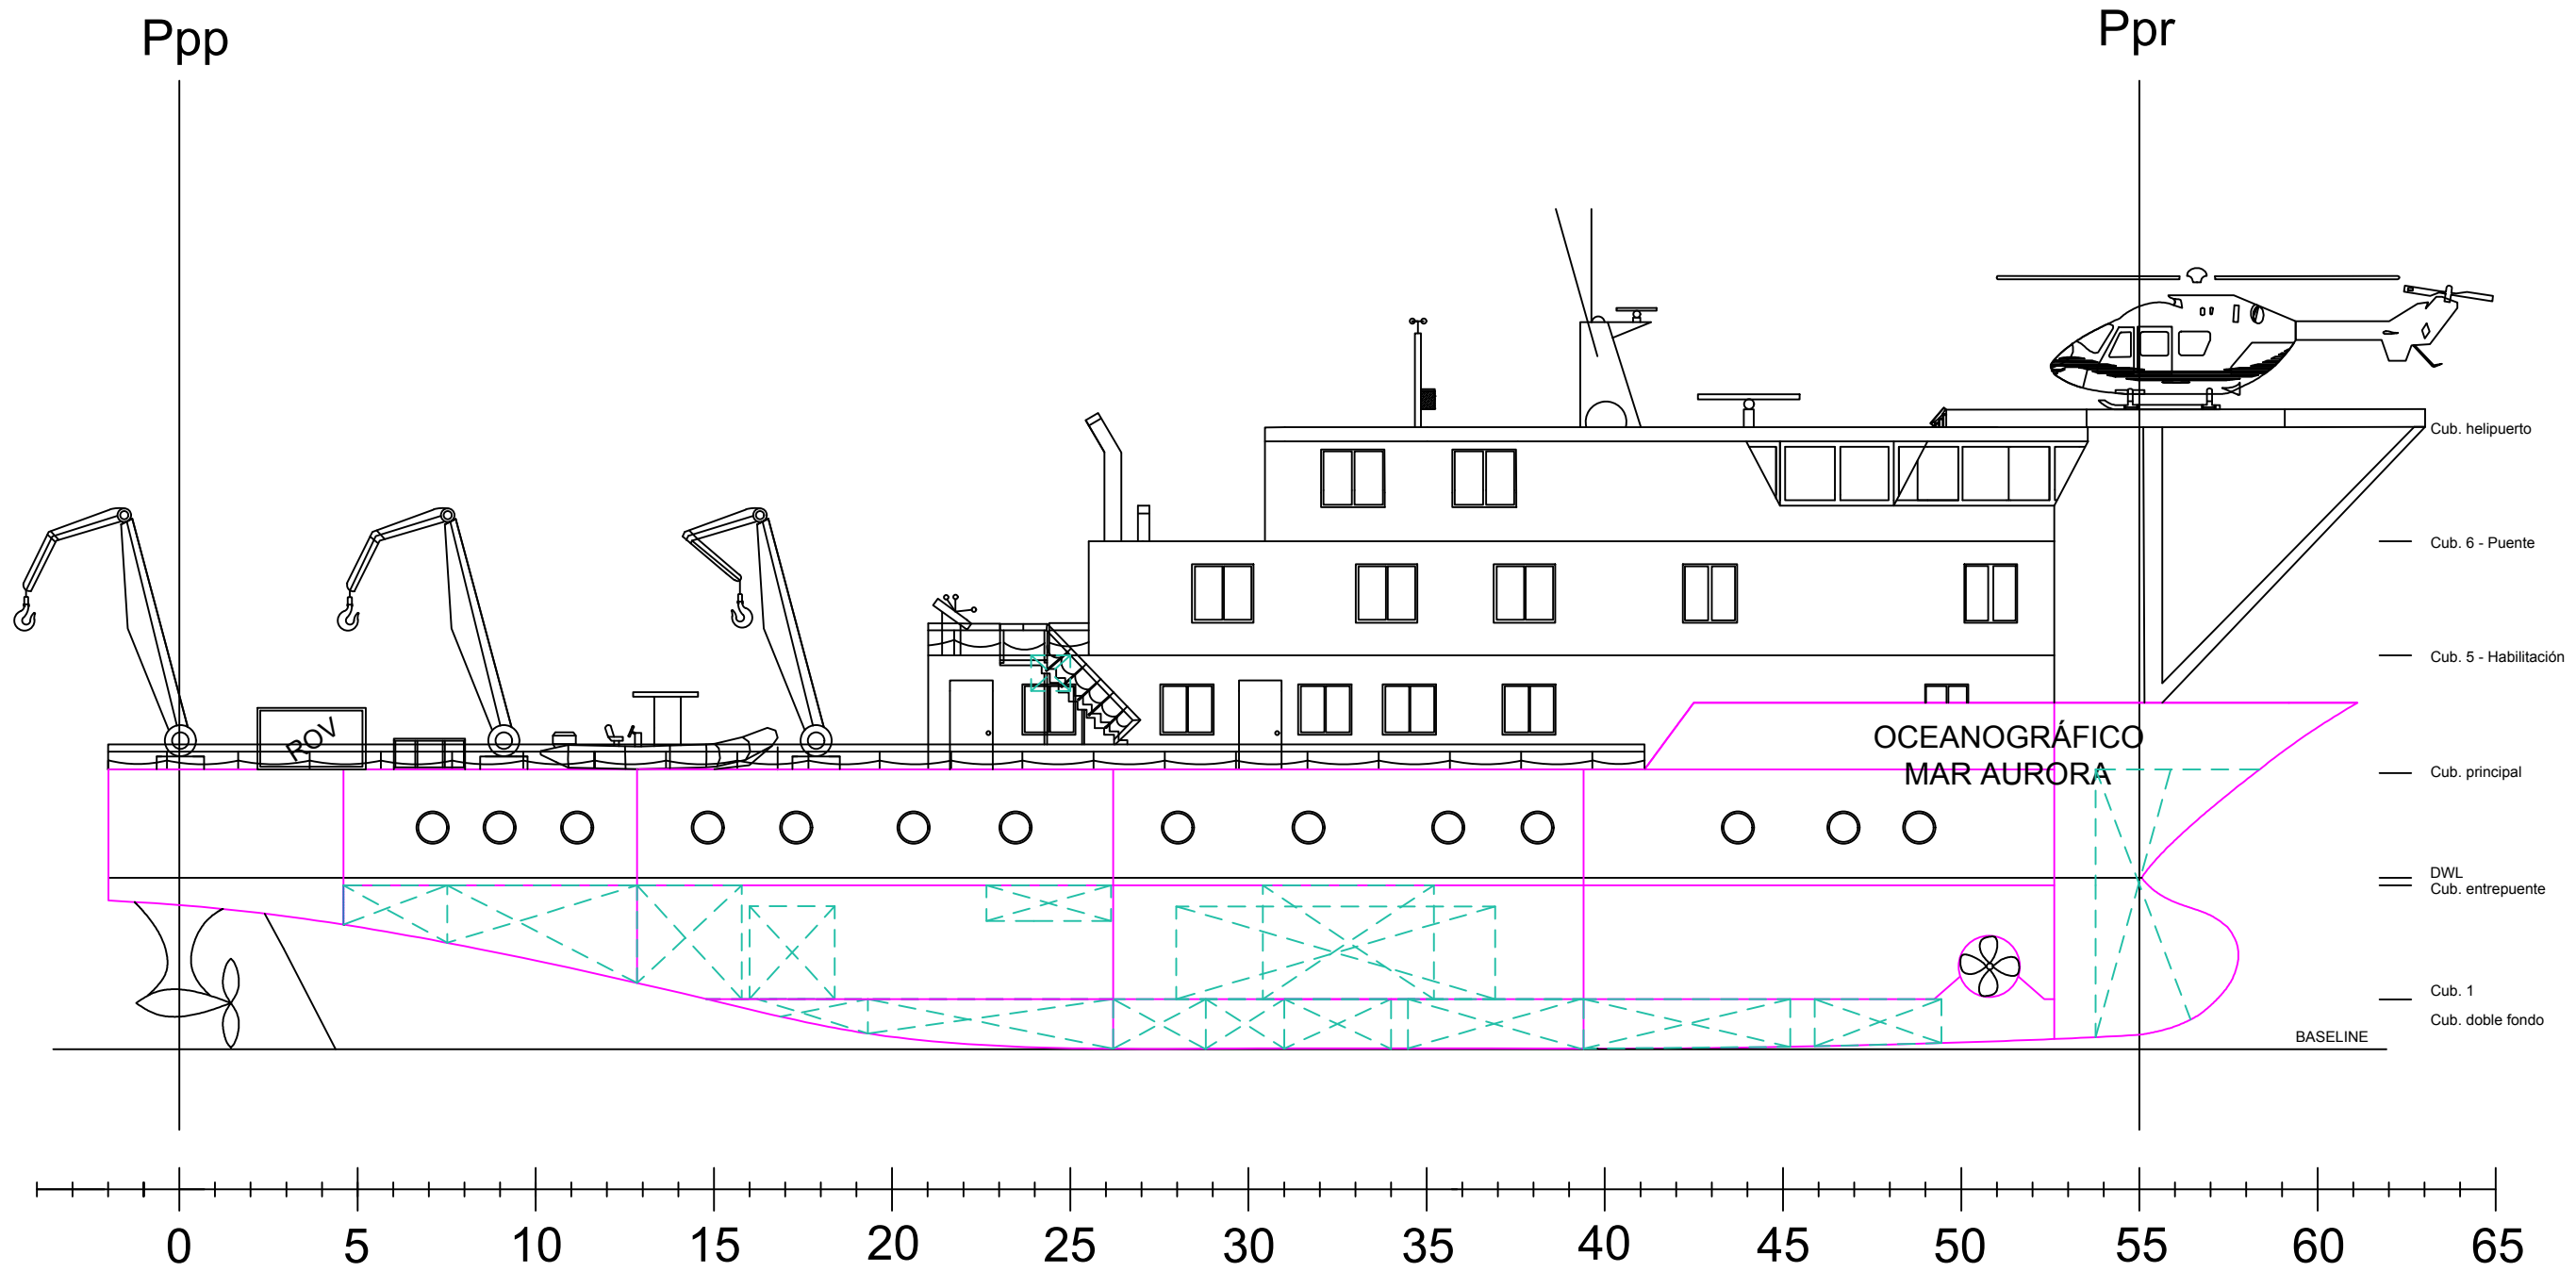 Ppp
Ppr
Cub. helipuerto
Cub. 6 - Puente
Cub. 5 - Habilitación
ROV
OCEANOGRÁFICO
MAR AURORA
Cub. principal
DWL
Cub. entrepuente
Cub. 1
Cub. doble fondo
BASELINE
0 5 10 15 20 25 30 35 40 45 50 55 60 65